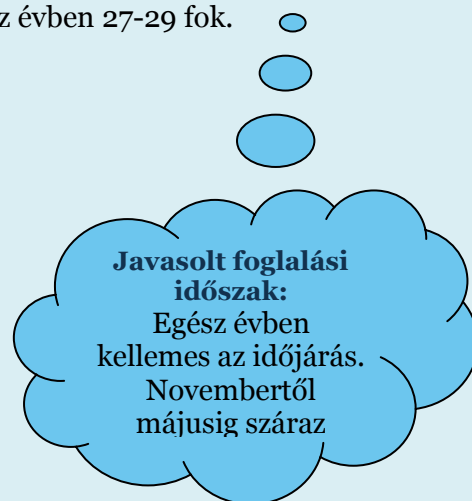 z évben 27-29 fok.
Javasolt foglalási
időszak:
Egész évben
kellemes az időjárás.
Novembertől
májusig száraz